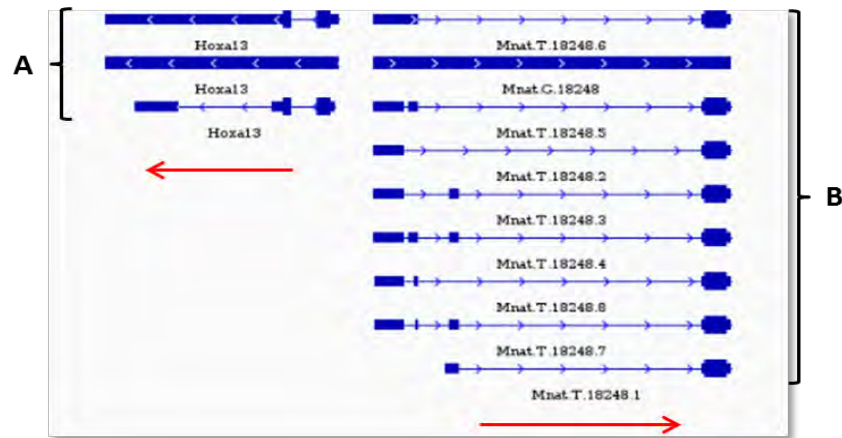 Hoxa13 Mnat.T.18248.6
A
Hoxa13 Mnat.G.18248
Hoxa13 Mnat.T.18248.5
Mnat.T.18248.2
B
Mnat.T.18248.3
Mnat.T.18248.4
Mnat.T.18248.8
Mnat.T.18248.7
Mnat.T.18248.1